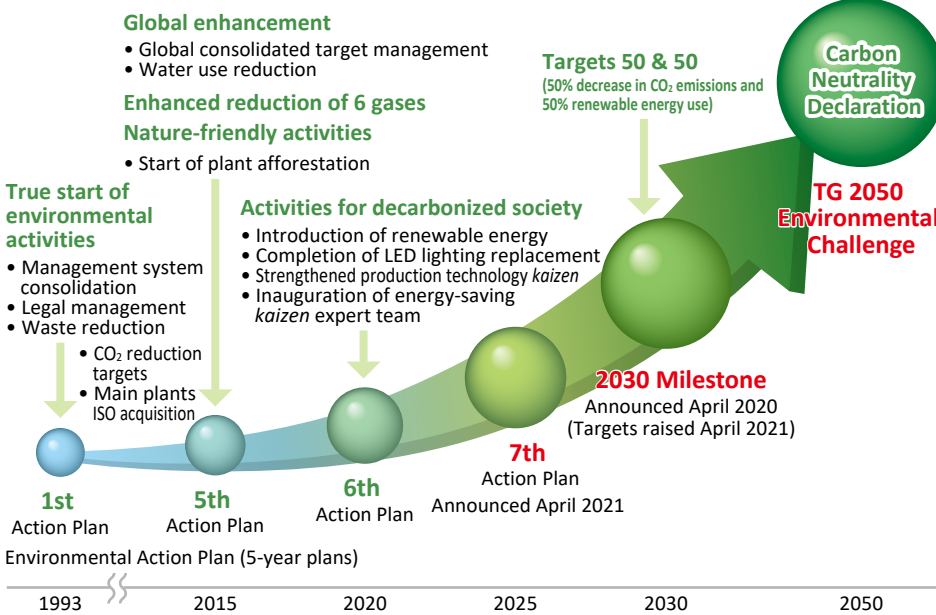 Global enhancement
• Global consolidated target management
• Water use reduction
Enhanced reduction of 6 gases
Nature-friendly activities
• Start of plant afforestation
True start of
environmental
activities
• Management system
consolidation
• Legal management
• Waste reduction
• CO₂ reduction
targets
• Main plants
ISO acquisition
Activities for decarbonized society
• Introduction of renewable energy
• Completion of LED lighting replacement
• Strengthened production technology kaizen
• Inauguration of energy-saving
kaizen expert team
Targets 50 & 50
(50% decrease in CO₂ emissions and
50% renewable energy use)
Carbon
Neutrality
Declaration
TG 2050
Environmental
Challenge
2030 Milestone
Announced April 2020
(Targets raised April 2021)
7th
Action Plan
Announced April 2021
6th
Action Plan
5th
Action Plan
1st
Action Plan
Environmental Action Plan (5-year plans)
1993
2015
2020
2025
2030
2050